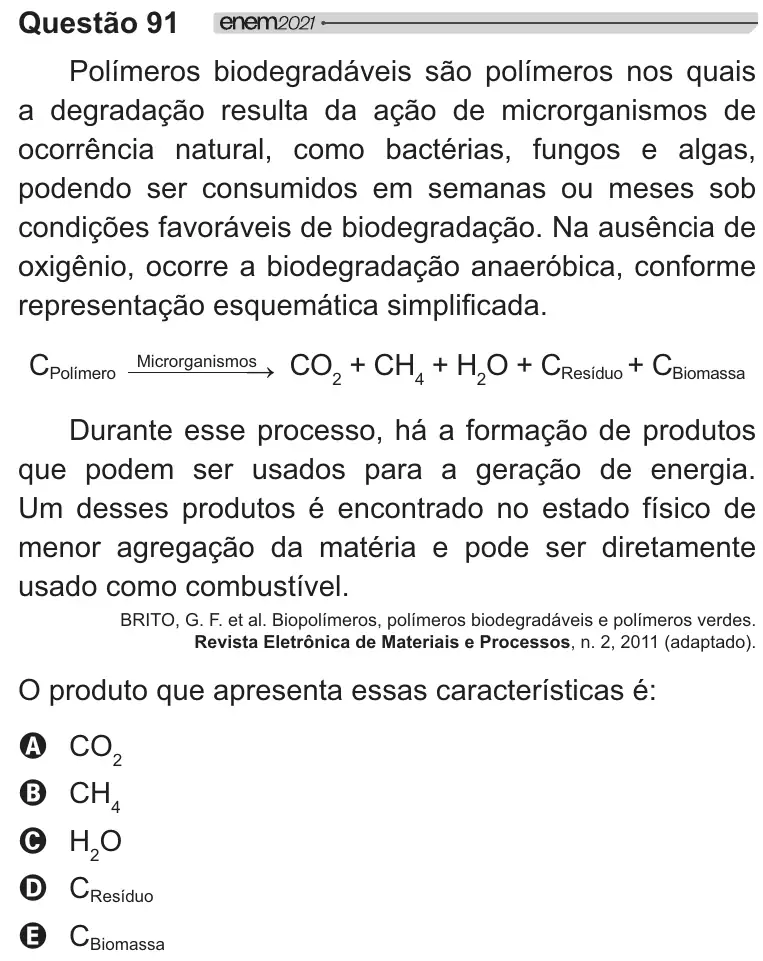 Questão 91 enem2021
Polímeros biodegradáveis são polímeros nos quais
a degradação resulta da ação de microrganismos de
ocorrência natural, como bactérias, fungos e algas,
podendo ser consumidos em semanas ou meses sob
condições favoráveis de biodegradação. Na ausência de
oxigênio, ocorre a biodegradação anaeróbica, conforme
representação esquemática simplificada.
C_Polímero —Microrganismos→ CO₂ + CH₄ + H₂O + C_Resíduo + C_Biomassa
Durante esse processo, há a formação de produtos
que podem ser usados para a geração de energia.
Um desses produtos é encontrado no estado físico de
menor agregação da matéria e pode ser diretamente
usado como combustível.
BRITO, G. F. et al. Biopolímeros, polímeros biodegradáveis e polímeros verdes.
Revista Eletrônica de Materiais e Processos, n. 2, 2011 (adaptado).
O produto que apresenta essas características é:
A CO₂
B CH₄
C H₂O
D C_Resíduo
E C_Biomassa